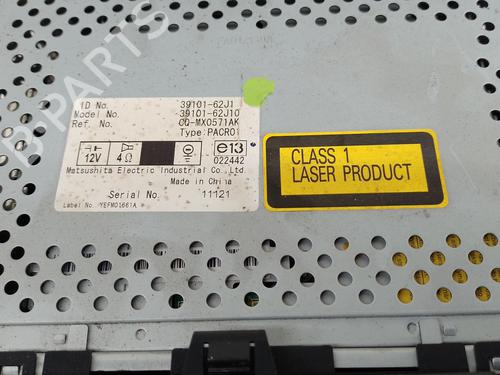 B-PARTS
ID No. 39101-62J1
Model No. 39101-62J10
Ref. No. CQ-MX0571AK
Type:PACR01
12V 4Ω e13
022442
Matsushita Electric Industrial Co.,Ltd
Made in China
Serial No. 11121
Label No. YEFM01661A
CLASS 1
LASER PRODUCT